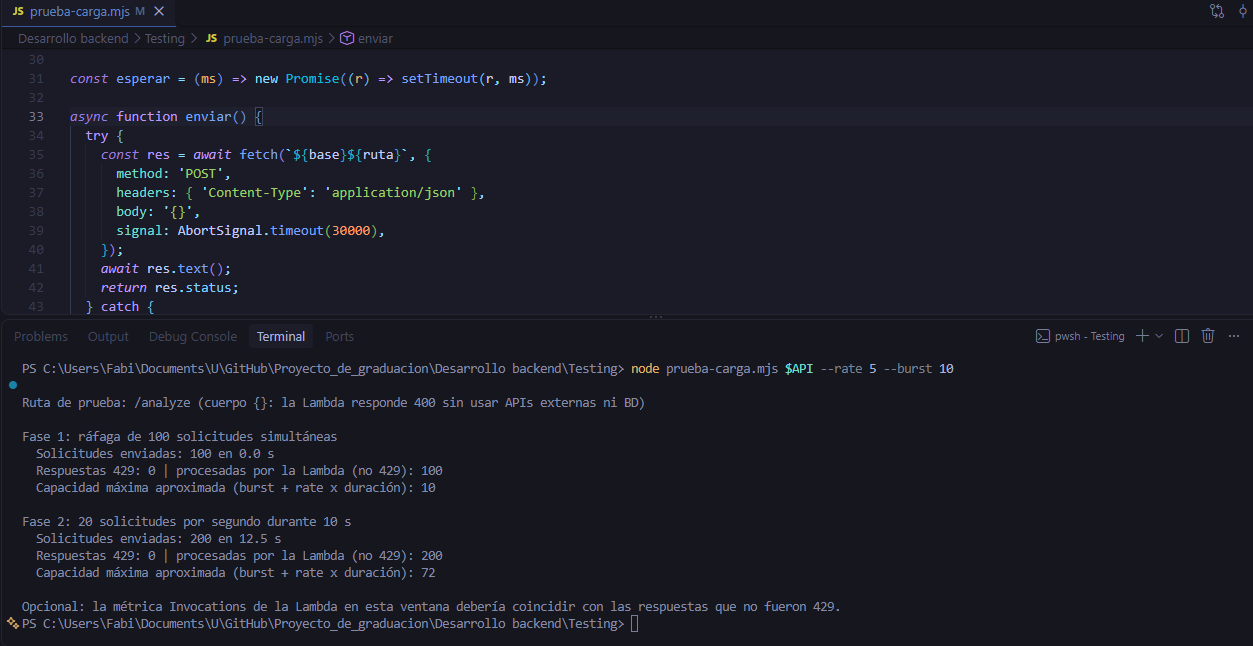 JS prueba-carga.mjs M
Desarrollo backend > Testing > JS prueba-carga.mjs > enviar
30
31 const esperar = (ms) => new Promise((r) => setTimeout(r, ms));
32
33 async function enviar() {
34 try {
35 const res = await fetch(`${base}${ruta}`, {
36 method: 'POST',
37 headers: { 'Content-Type': 'application/json' },
38 body: '{}',
39 signal: AbortSignal.timeout(30000),
40 });
41 await res.text();
42 return res.status;
43 } catch {
Problems Output Debug Console Terminal Ports
pwsh - Testing
PS C:\Users\Fabi\Documents\U\GitHub\Proyecto_de_graduacion\Desarrollo backend\Testing> node prueba-carga.mjs $API --rate 5 --burst 10
Ruta de prueba: /analyze (cuerpo {}: la Lambda responde 400 sin usar APIs externas ni BD)
Fase 1: ráfaga de 100 solicitudes simultáneas
Solicitudes enviadas: 100 en 0.0 s
Respuestas 429: 0 | procesadas por la Lambda (no 429): 100
Capacidad máxima aproximada (burst + rate x duración): 10
Fase 2: 20 solicitudes por segundo durante 10 s
Solicitudes enviadas: 200 en 12.5 s
Respuestas 429: 0 | procesadas por la Lambda (no 429): 200
Capacidad máxima aproximada (burst + rate x duración): 72
Opcional: la métrica Invocations de la Lambda en esta ventana debería coincidir con las respuestas que no fueron 429.
PS C:\Users\Fabi\Documents\U\GitHub\Proyecto_de_graduacion\Desarrollo backend\Testing>